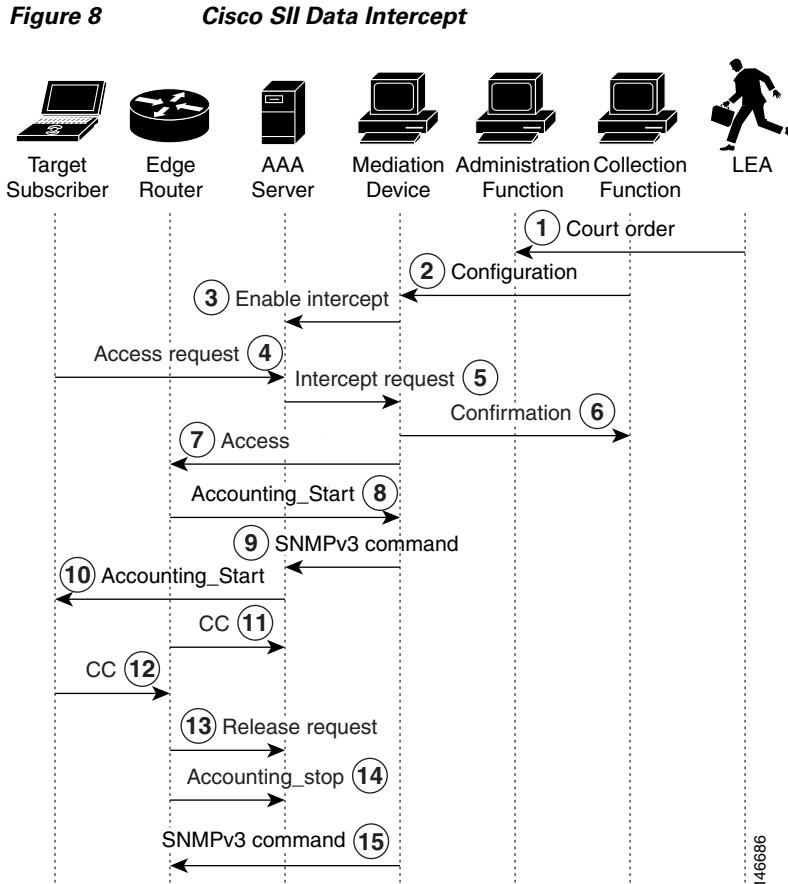 Figure 8 Cisco SII Data Intercept
Target Subscriber
Edge Router
AAA Server
Mediation Device
Administration Function
Collection Function
LEA
1 Court order
2 Configuration
3 Enable intercept
Access request 4
Intercept request 5
Confirmation 6
7 Access
Accounting_Start 8
9 SNMPv3 command
10 Accounting_Start
CC 11
CC 12
13 Release request
Accounting_stop 14
SNMPv3 command 15
146686